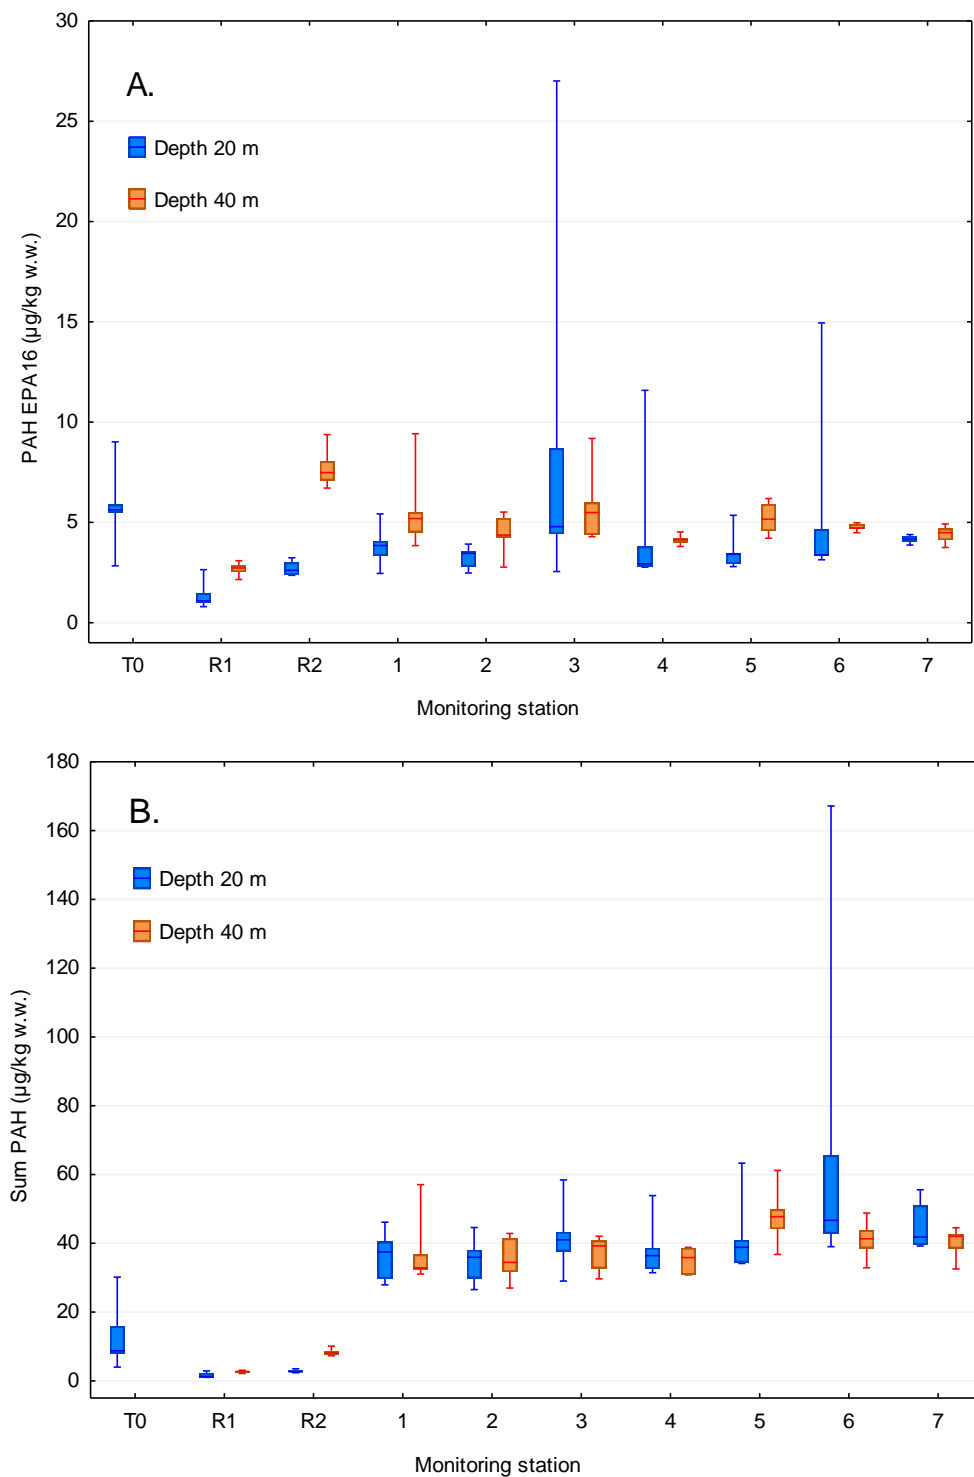 30
A.
Depth 20 m
Depth 40 m
25
20
15
10
5
0
PAH EPA16 (µg/kg w.w.)
T0 R1 R2 1 2 3 4 5 6 7
Monitoring station
180
B.
Depth 20 m
Depth 40 m
160
140
120
100
80
60
40
20
0
Sum PAH (µg/kg w.w.)
T0 R1 R2 1 2 3 4 5 6 7
Monitoring station